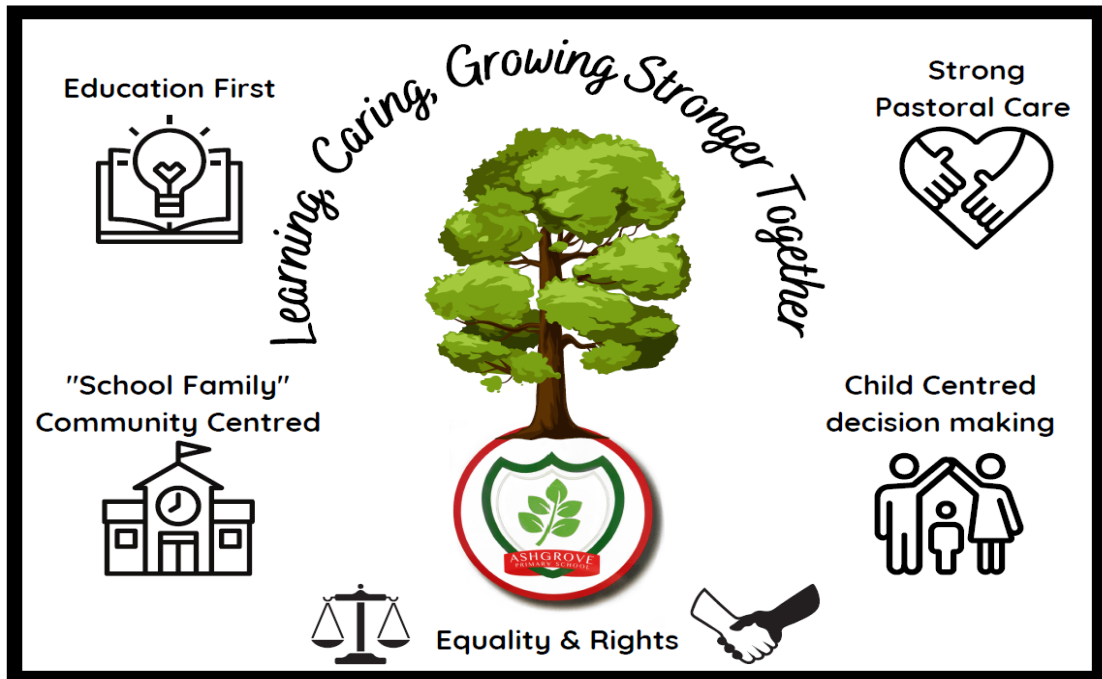 Learning, Caring, Growing Stronger Together
Education First
Strong
Pastoral Care
"School Family"
Community Centred
Child Centred
decision making
ASHGROVE
PRIMARY SCHOOL
Equality & Rights